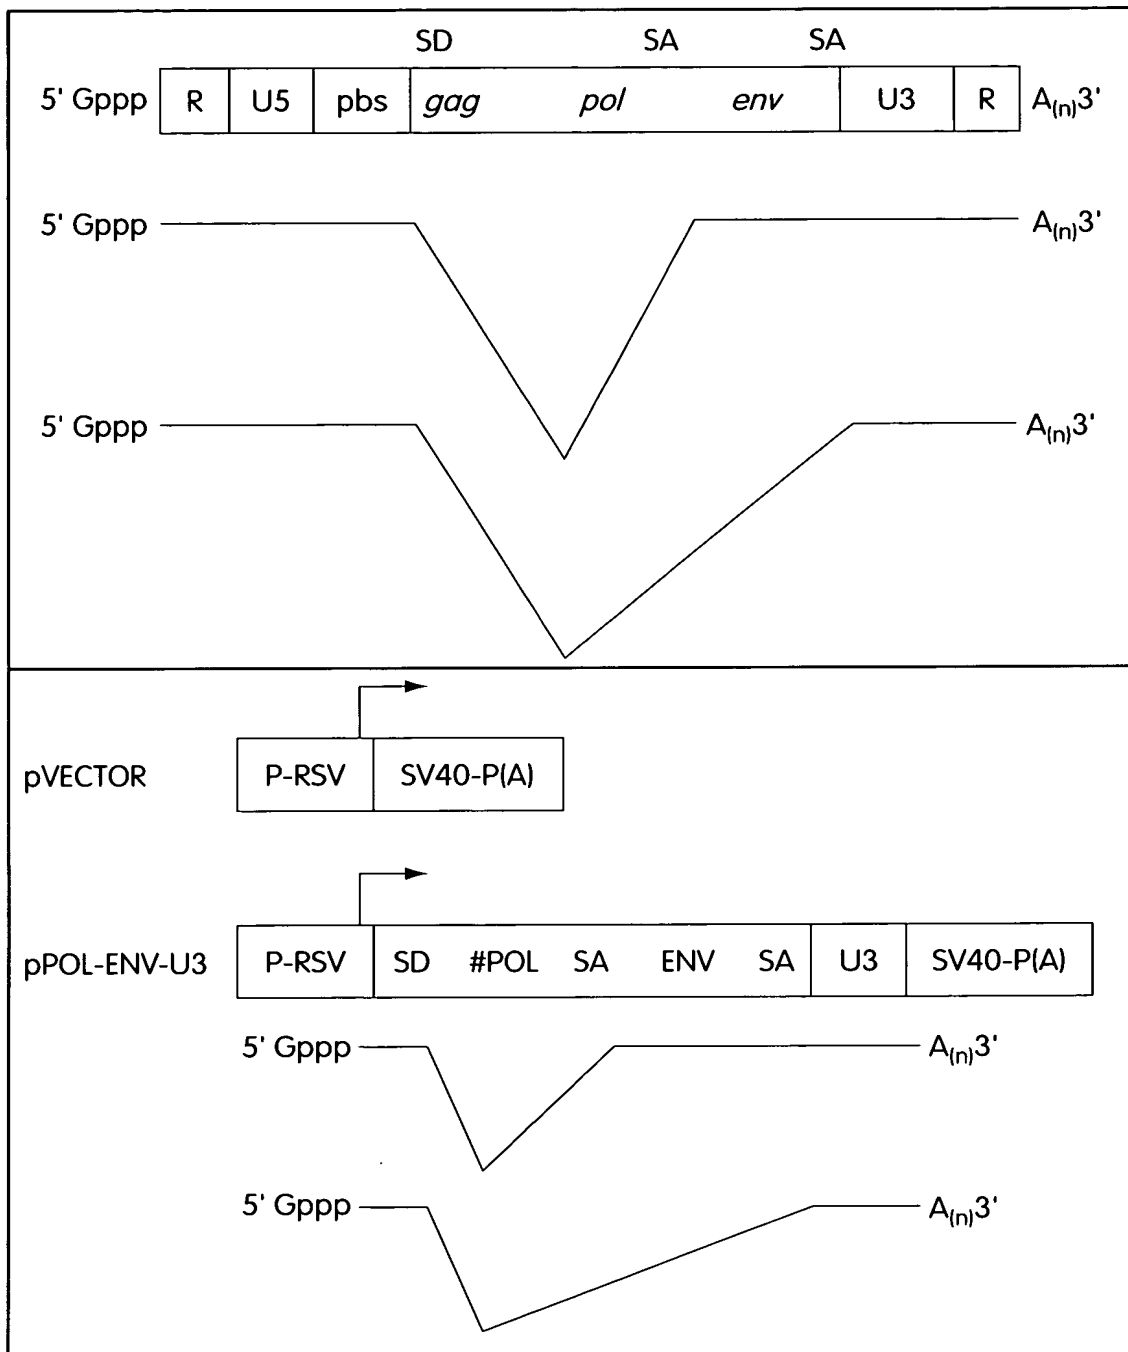 SD SA SA
5' Gppp R U5 pbs gag pol env U3 R A(n)3'
5' Gppp A(n)3'
5' Gppp A(n)3'
pVECTOR P-RSV SV40-P(A)
pPOL-ENV-U3 P-RSV SD #POL SA ENV SA U3 SV40-P(A)
5' Gppp A(n)3'
5' Gppp A(n)3'